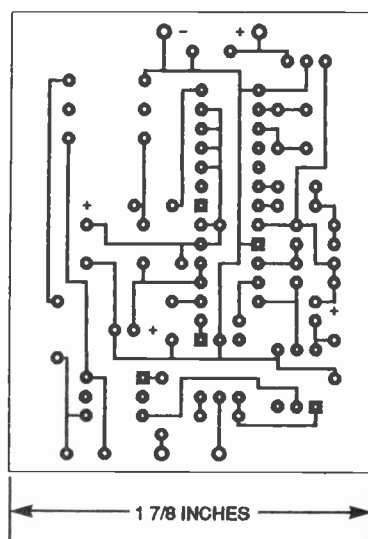 - +
+
+
+
1 7/8 INCHES